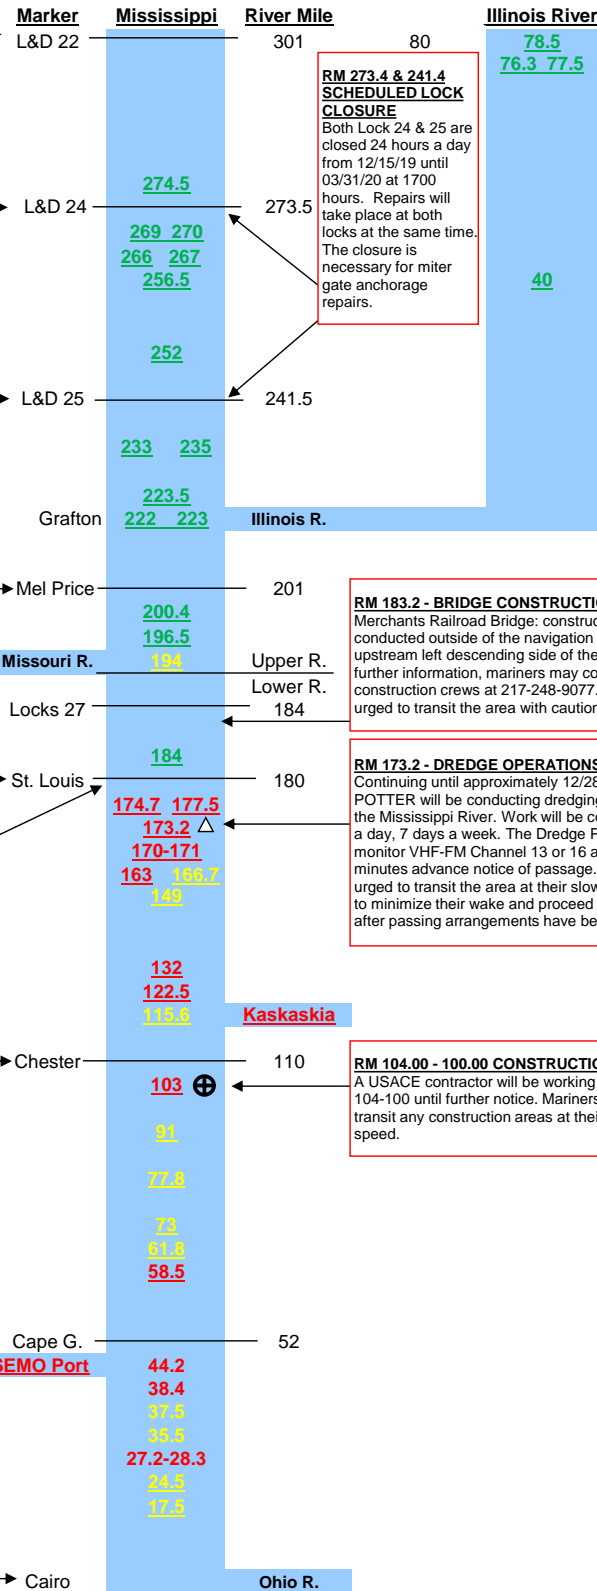 Marker Mississippi River Mile Illinois River
L&D 22 301 80 78.5
76.3 77.5
RM 273.4 & 241.4
SCHEDULED LOCK
CLOSURE
Both Lock 24 & 25 are
closed 24 hours a day
from 12/15/19 until
03/31/20 at 1700
hours. Repairs will
take place at both
locks at the same time.
The closure is
necessary for miter
gate anchorage
repairs.
274.5
L&D 24 273.5
269 270
266 267
256.5 40
252
L&D 25 241.5
233 235
223.5
Grafton 222 223 Illinois R.
Mel Price 201
200.4
196.5
Missouri R. 194 Upper R.
Lower R.
Locks 27 184
RM 183.2 - BRIDGE CONSTRUCTI
Merchants Railroad Bridge: construc
conducted outside of the navigation
upstream left descending side of the
further information, mariners may co
construction crews at 217-248-9077.
urged to transit the area with caution
184
St. Louis 180
174.7 177.5
173.2
170-171
163 166.7
149
RM 173.2 - DREDGE OPERATIONS
Continuing until approximately 12/28
POTTER will be conducting dredging
the Mississippi River. Work will be co
a day, 7 days a week. The Dredge P
monitor VHF-FM Channel 13 or 16 a
minutes advance notice of passage.
urged to transit the area at their slow
to minimize their wake and proceed
after passing arrangements have be
132
122.5
115.6 Kaskaskia
Chester 110
103
RM 104.00 - 100.00 CONSTRUCTIO
A USACE contractor will be working
104-100 until further notice. Mariners
transit any construction areas at thei
speed.
91
77.8
73
61.8
58.5
Cape G. 52
SEMO Port 44.2
38.4
37.5
35.5
27.2-28.3
24.5
17.5
Cairo Ohio R.